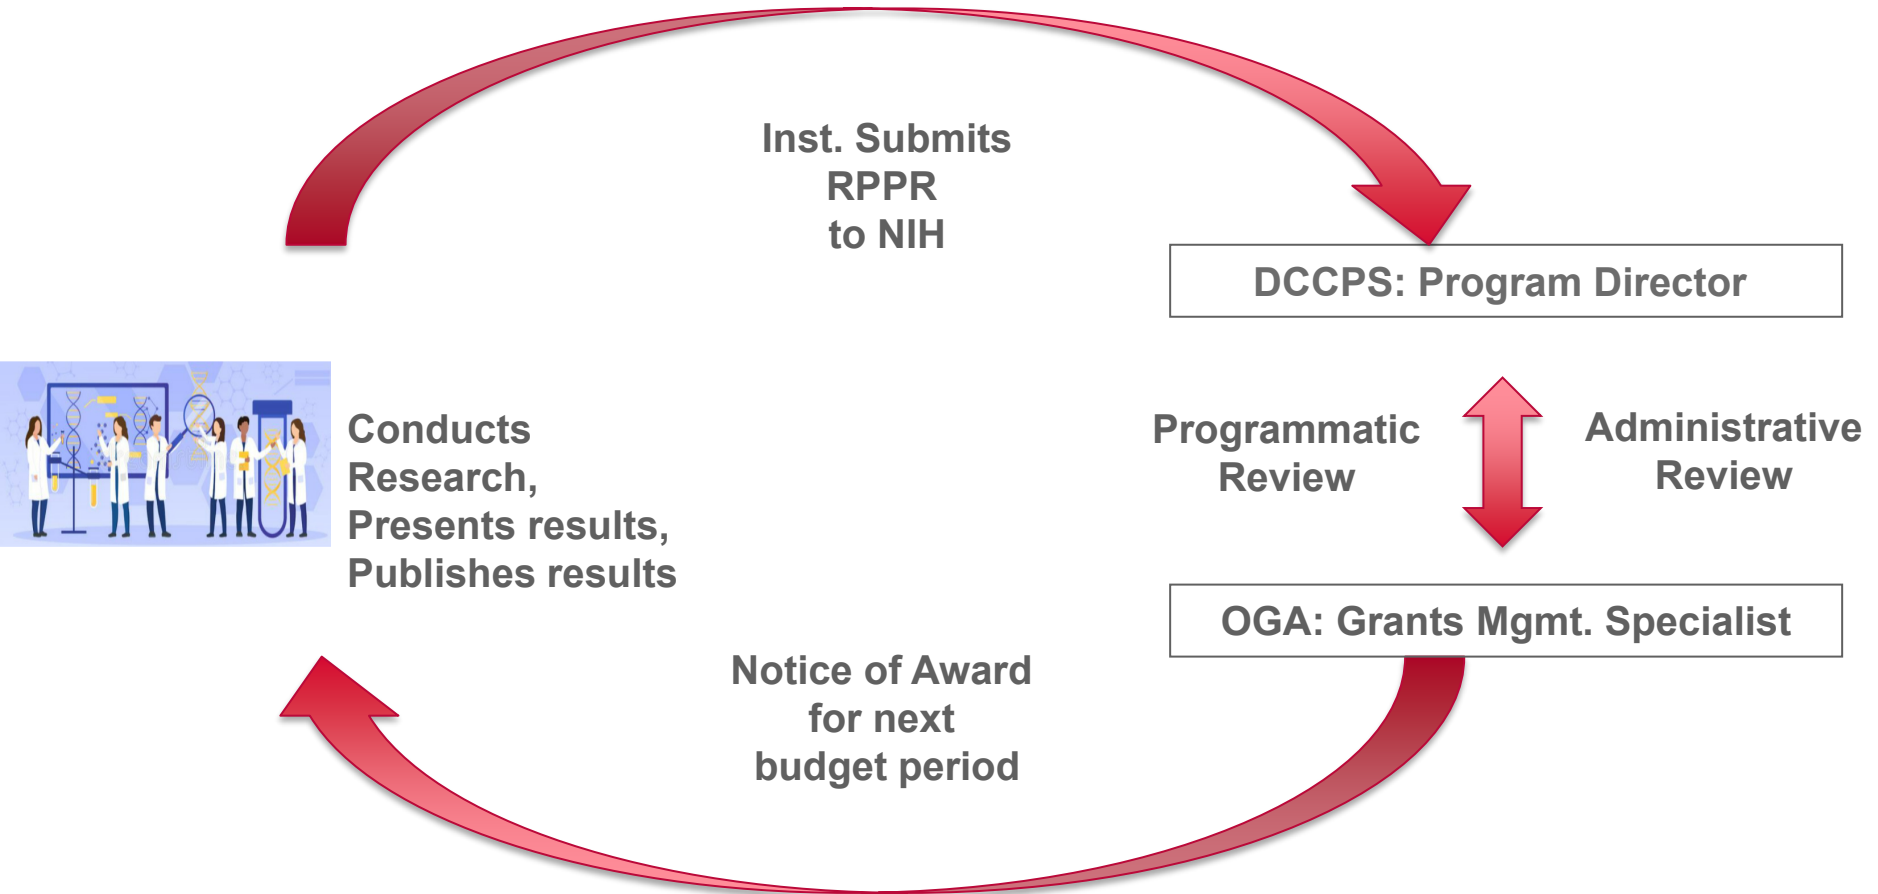 Inst. Submits
RPPR
to NIH
DCCPS: Program Director
Conducts
Research,
Presents results,
Publishes results
Programmatic
Review
Administrative
Review
OGA: Grants Mgmt. Specialist
Notice of Award
for next
budget period